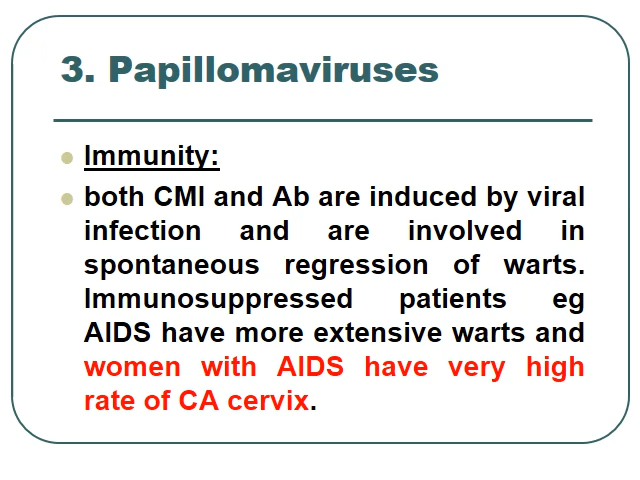 3. Papillomaviruses
Immunity:
both CMI and Ab are induced by viral
infection and are involved in
spontaneous regression of warts.
Immunosuppressed patients eg
AIDS have more extensive warts and
women with AIDS have very high
rate of CA cervix.